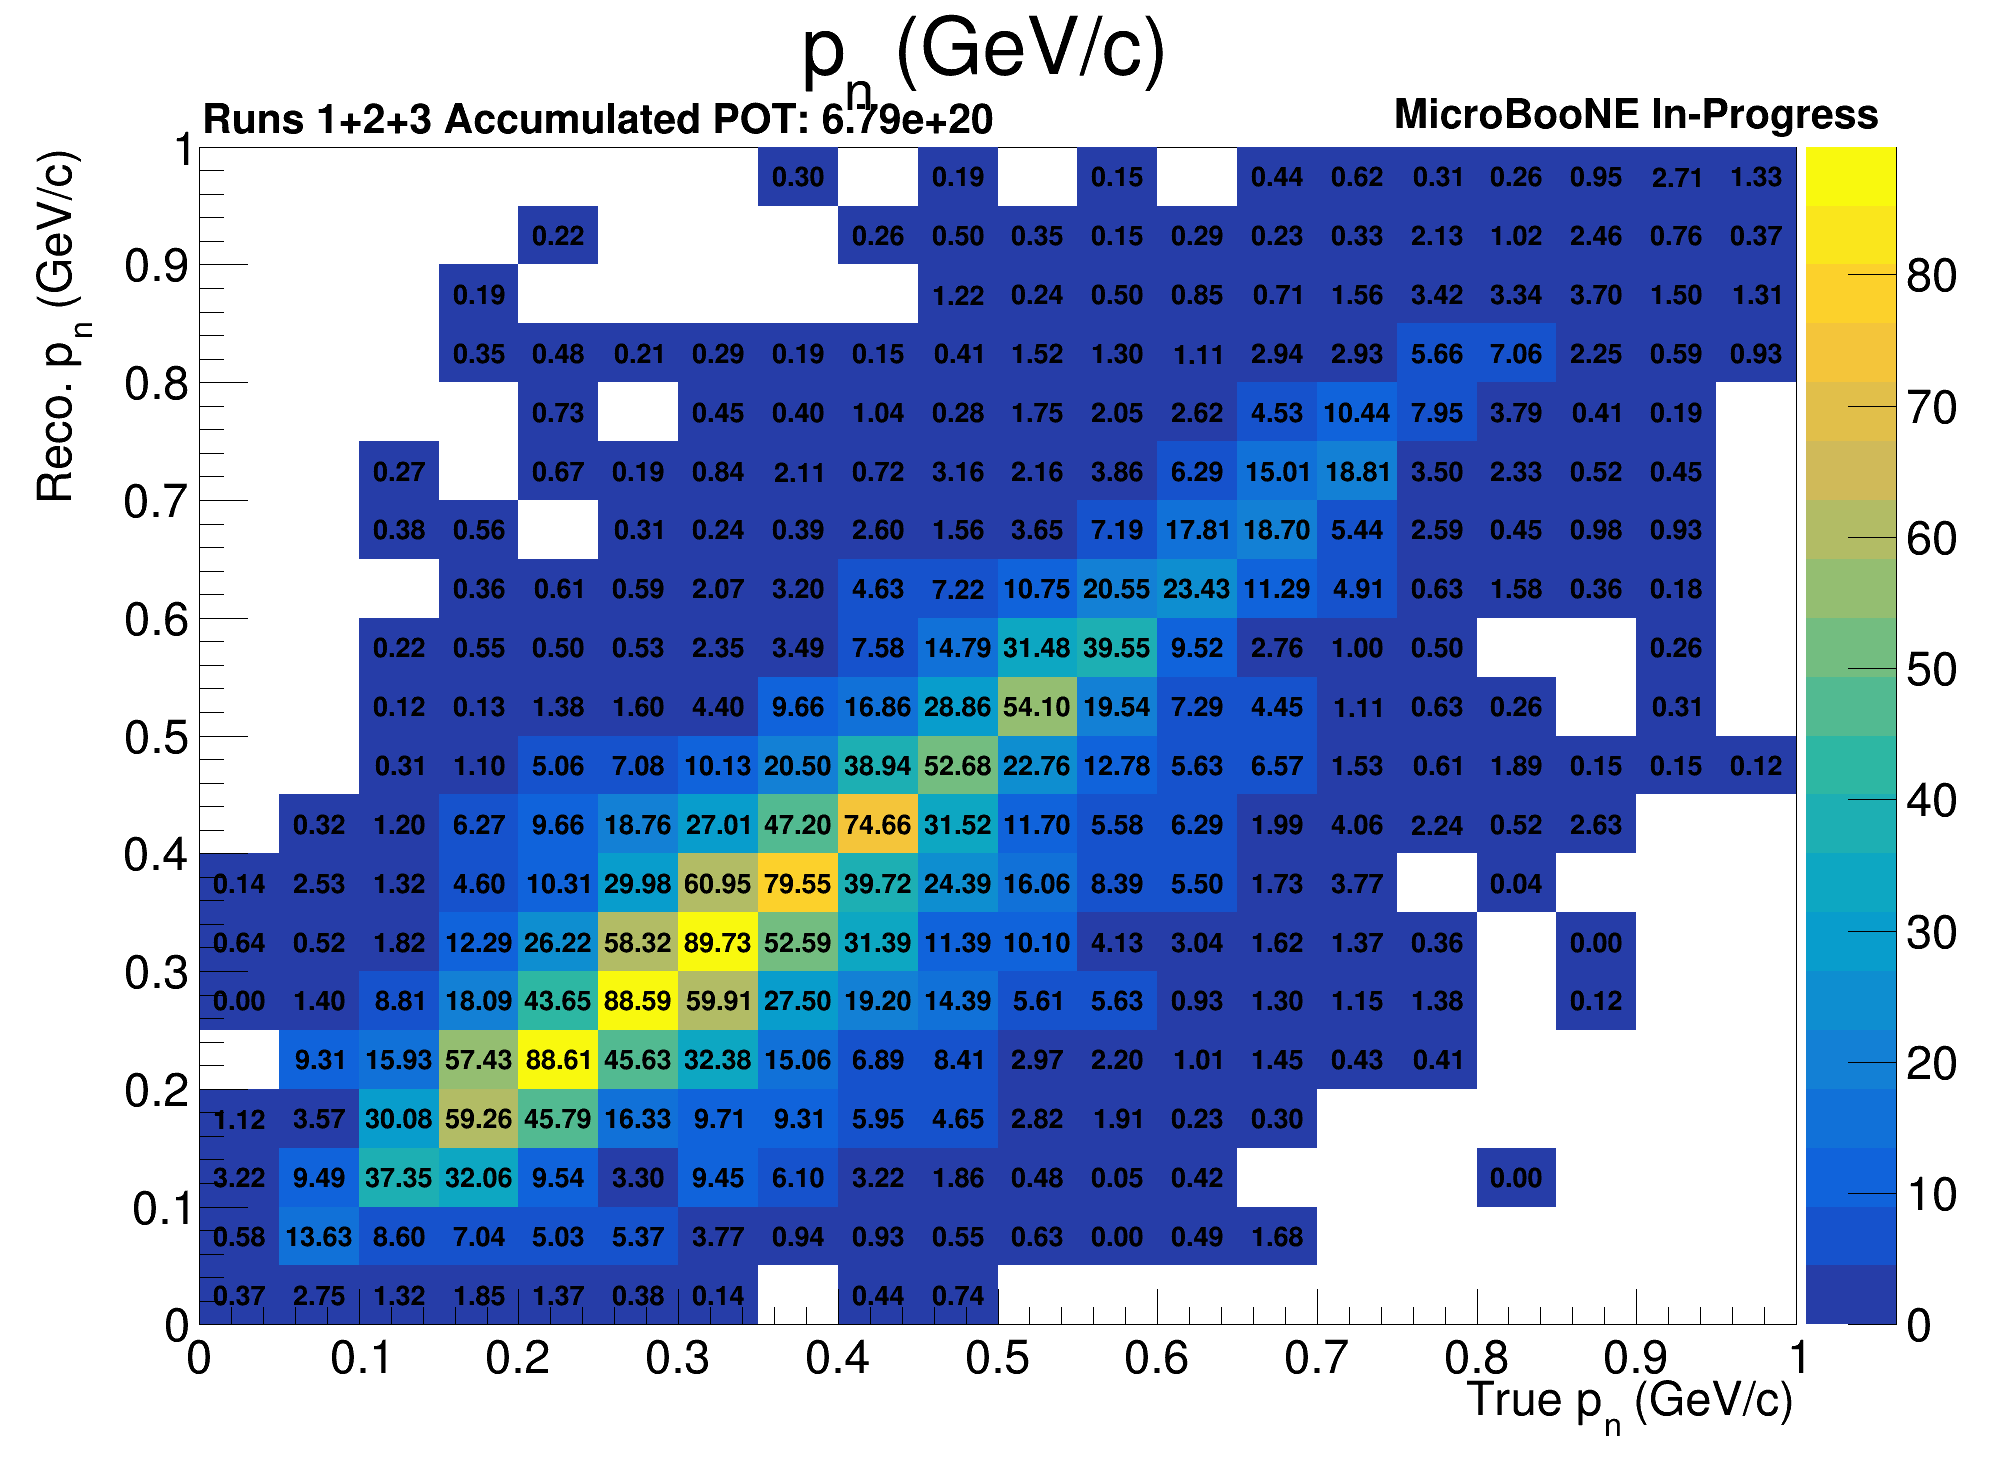 pn (GeV/c)
Runs 1+2+3 Accumulated POT: 6.79e+20
MicroBooNE In-Progress
Reco. pn (GeV/c)
1
0.30 0.19 0.15 0.44 0.62 0.31 0.26 0.95 2.71 1.33
0.22 0.26 0.50 0.35 0.15 0.29 0.23 0.33 2.13 1.02 2.46 0.76 0.37
0.9
0.19 1.22 0.24 0.50 0.85 0.71 1.56 3.42 3.34 3.70 1.50 1.31
80
0.35 0.48 0.21 0.29 0.19 0.15 0.41 1.52 1.30 1.11 2.94 2.93 5.66 7.06 2.25 0.59 0.93
0.8
0.73 0.45 0.40 1.04 0.28 1.75 2.05 2.62 4.53 10.44 7.95 3.79 0.41 0.19
70
0.27 0.67 0.19 0.84 2.11 0.72 3.16 2.16 3.86 6.29 15.01 18.81 3.50 2.33 0.52 0.45
0.7
0.38 0.56 0.31 0.24 0.39 2.60 1.56 3.65 7.19 17.81 18.70 5.44 2.59 0.45 0.98 0.93
60
0.36 0.61 0.59 2.07 3.20 4.63 7.22 10.75 20.55 23.43 11.29 4.91 0.63 1.58 0.36 0.18
0.6
0.22 0.55 0.50 0.53 2.35 3.49 7.58 14.79 31.48 39.55 9.52 2.76 1.00 0.50 0.26
50
0.12 0.13 1.38 1.60 4.40 9.66 16.86 28.86 54.10 19.54 7.29 4.45 1.11 0.63 0.26 0.31
0.5
0.31 1.10 5.06 7.08 10.13 20.50 38.94 52.68 22.76 12.78 5.63 6.57 1.53 0.61 1.89 0.15 0.15 0.12
40
0.32 1.20 6.27 9.66 18.76 27.01 47.20 74.66 31.52 11.70 5.58 6.29 1.99 4.06 2.24 0.52 2.63
0.4
0.14 2.53 1.32 4.60 10.31 29.98 60.95 79.55 39.72 24.39 16.06 8.39 5.50 1.73 3.77 0.04
30
0.64 0.52 1.82 12.29 26.22 58.32 89.73 52.59 31.39 11.39 10.10 4.13 3.04 1.62 1.37 0.36 0.00
0.3
0.00 1.40 8.81 18.09 43.65 88.59 59.91 27.50 19.20 14.39 5.61 5.63 0.93 1.30 1.15 1.38 0.12
20
9.31 15.93 57.43 88.61 45.63 32.38 15.06 6.89 8.41 2.97 2.20 1.01 1.45 0.43 0.41
0.2
1.12 3.57 30.08 59.26 45.79 16.33 9.71 9.31 5.95 4.65 2.82 1.91 0.23 0.30
3.22 9.49 37.35 32.06 9.54 3.30 9.45 6.10 3.22 1.86 0.48 0.05 0.42 0.00
10
0.1
0.58 13.63 8.60 7.04 5.03 5.37 3.77 0.94 0.93 0.55 0.63 0.00 0.49 1.68
0.37 2.75 1.32 1.85 1.37 0.38 0.14 0.44 0.74
0
0
0 0.1 0.2 0.3 0.4 0.5 0.6 0.7 0.8 0.9 1
True pn (GeV/c)